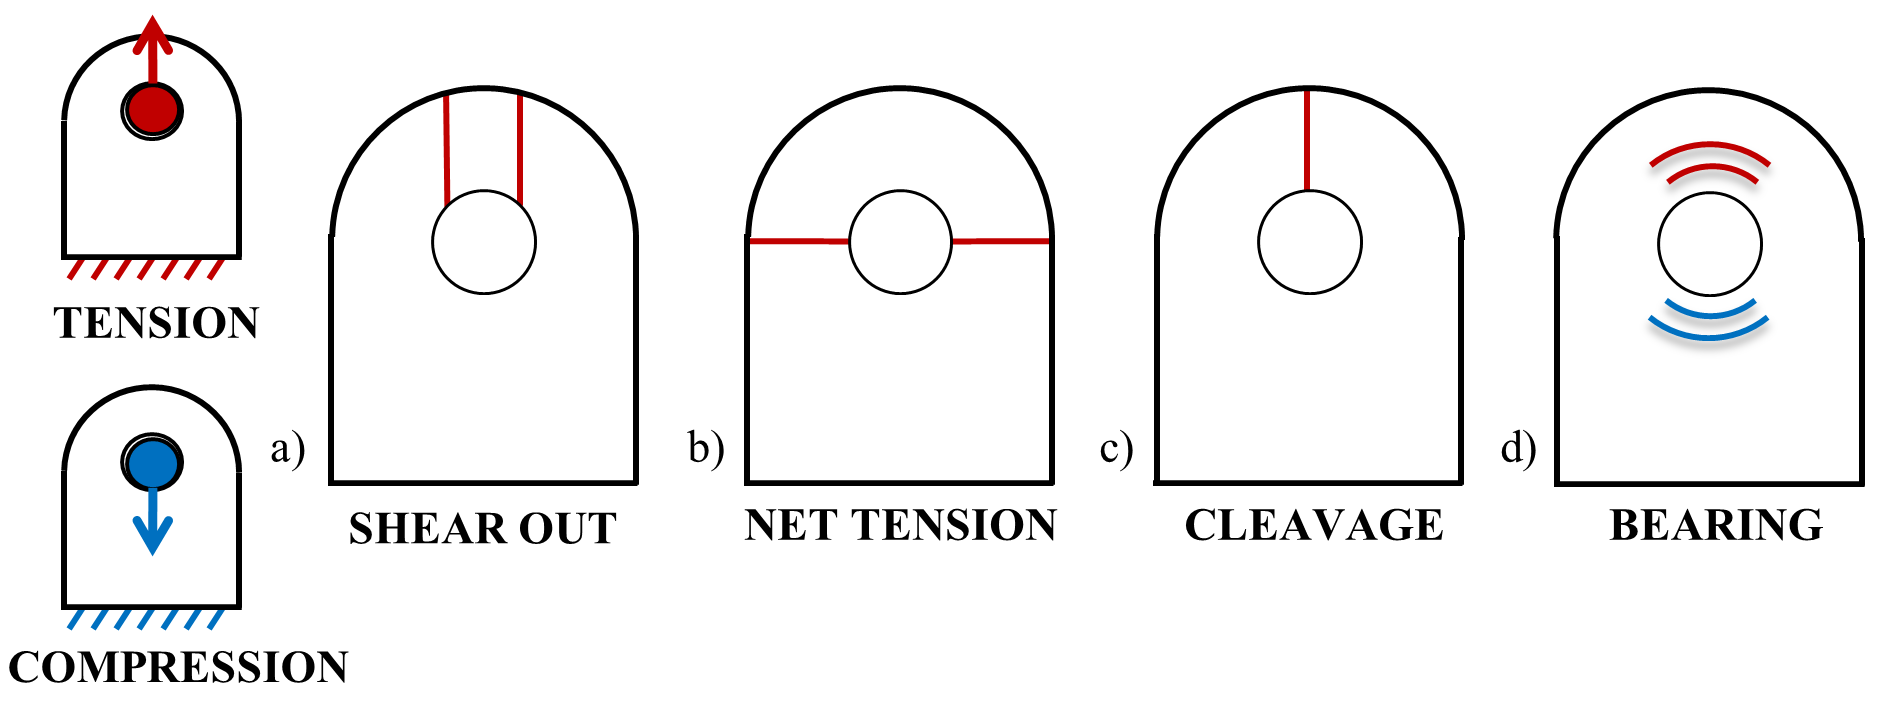 TENSION
COMPRESSION
a)
SHEAR OUT
b)
NET TENSION
c)
CLEAVAGE
d)
BEARING